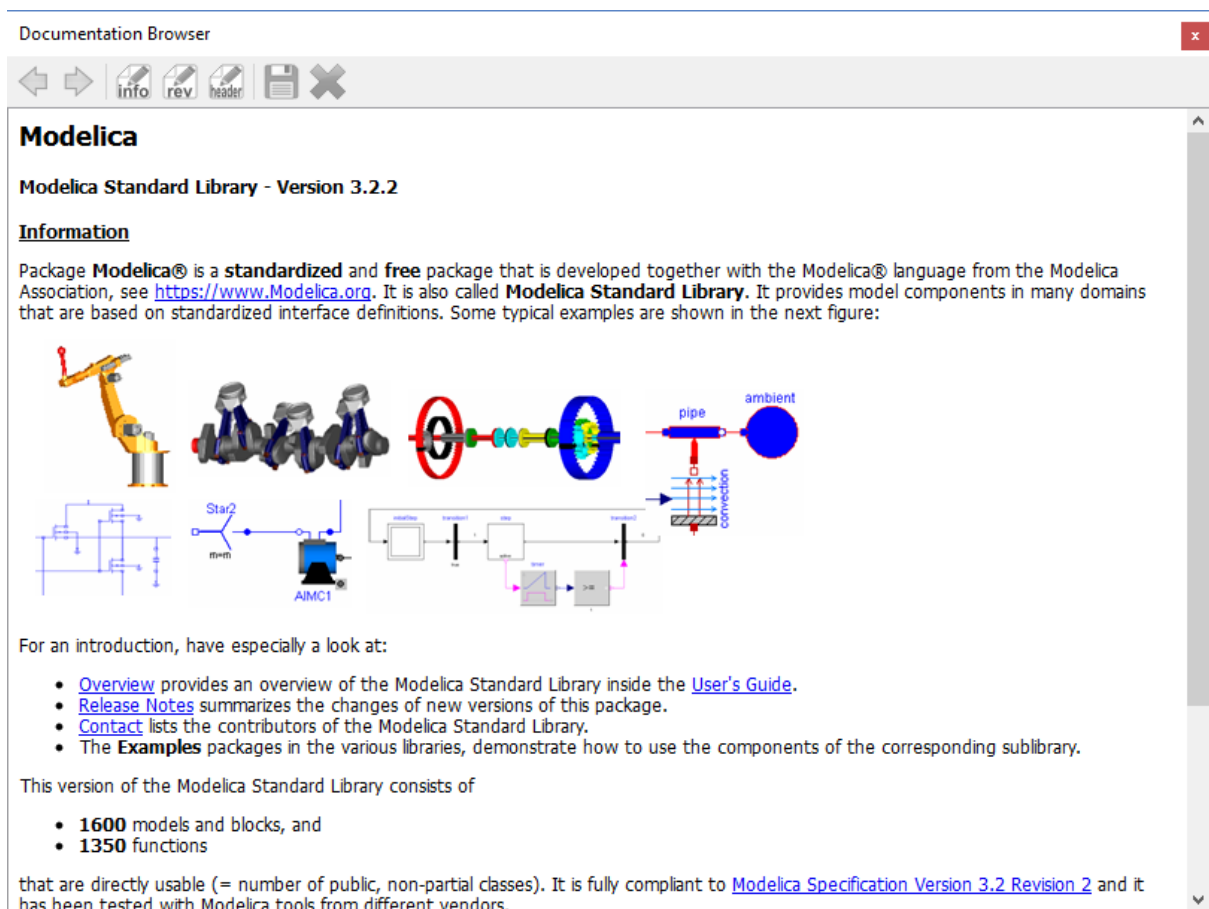 Documentation Browser
x
info rev header
Modelica
Modelica Standard Library - Version 3.2.2
Information
Package Modelica® is a standardized and free package that is developed together with the Modelica® language from the Modelica
Association, see https://www.Modelica.org. It is also called Modelica Standard Library. It provides model components in many domains
that are based on standardized interface definitions. Some typical examples are shown in the next figure:
ambient
pipe
convection
Star2
m=m
AIMC1
initialStep transition1 step transition2
true
active
timer
>=
For an introduction, have especially a look at:
• Overview provides an overview of the Modelica Standard Library inside the User's Guide.
• Release Notes summarizes the changes of new versions of this package.
• Contact lists the contributors of the Modelica Standard Library.
• The Examples packages in the various libraries, demonstrate how to use the components of the corresponding sublibrary.
This version of the Modelica Standard Library consists of
• 1600 models and blocks, and
• 1350 functions
that are directly usable (= number of public, non-partial classes). It is fully compliant to Modelica Specification Version 3.2 Revision 2 and it
has been tested with Modelica tools from different vendors.